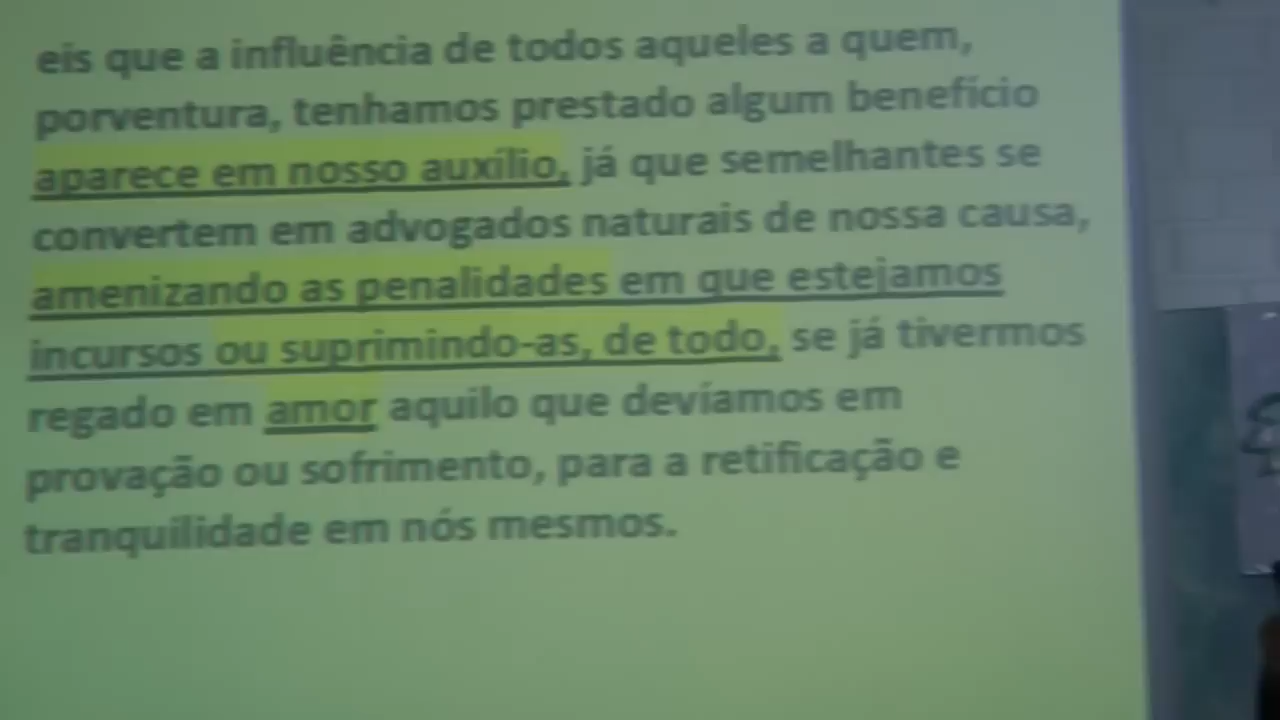 eis que a influência de todos aqueles a quem,
porventura, tenhamos prestado algum benefício
aparece em nosso auxílio, já que semelhantes se
convertem em advogados naturais de nossa causa,
amenizando as penalidades em que estejamos
incursos ou suprimindo-as, de todo, se já tivermos
regado em amor aquilo que devíamos em
provação ou sofrimento, para a retificação e
tranquilidade em nós mesmos.